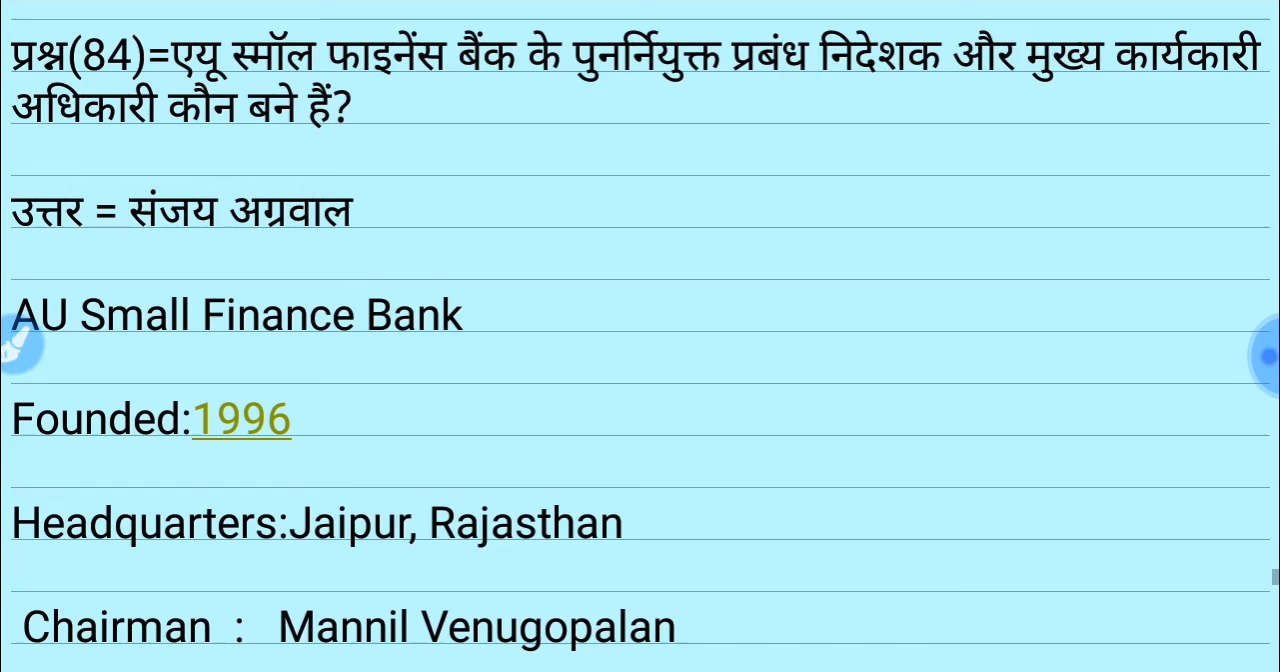 प्रश्न(84)=एयू स्मॉल फाइनेंस बैंक के पुनर्नियुक्त प्रबंध निदेशक और मुख्य कार्यकारी
अधिकारी कौन बने हैं?
उत्तर = संजय अग्रवाल
AU Small Finance Bank
Founded:1996
Headquarters:Jaipur, Rajasthan
Chairman : Mannil Venugopalan